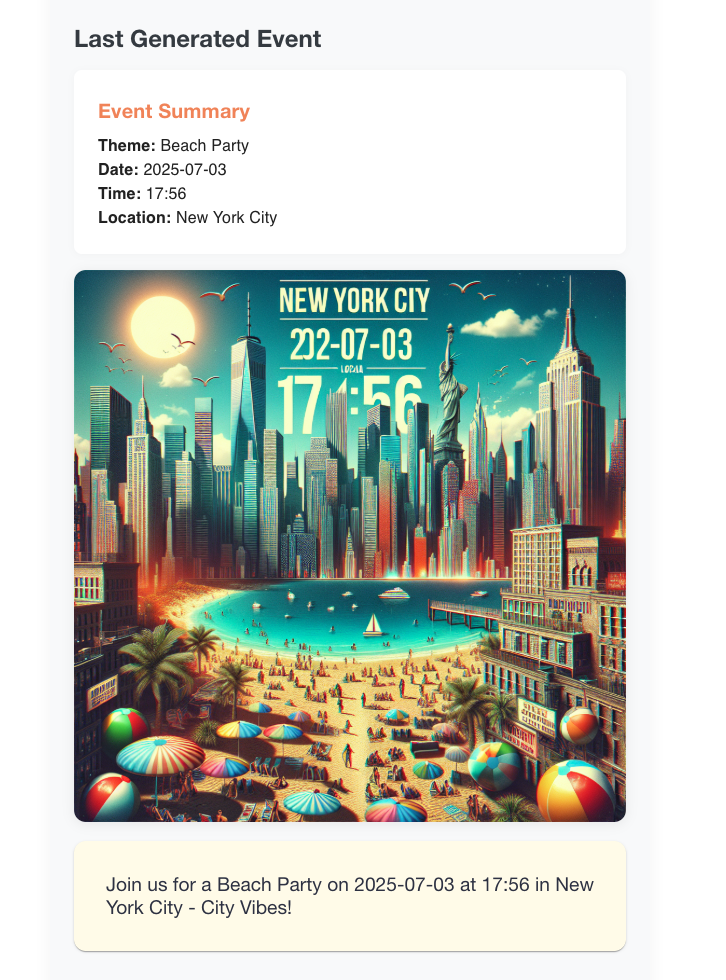 Last Generated Event
Event Summary
Theme: Beach Party
Date: 2025-07-03
Time: 17:56
Location: New York City
NEW YORK CIY
202-07-03
17:56
Join us for a Beach Party on 2025-07-03 at 17:56 in New
York City - City Vibes!